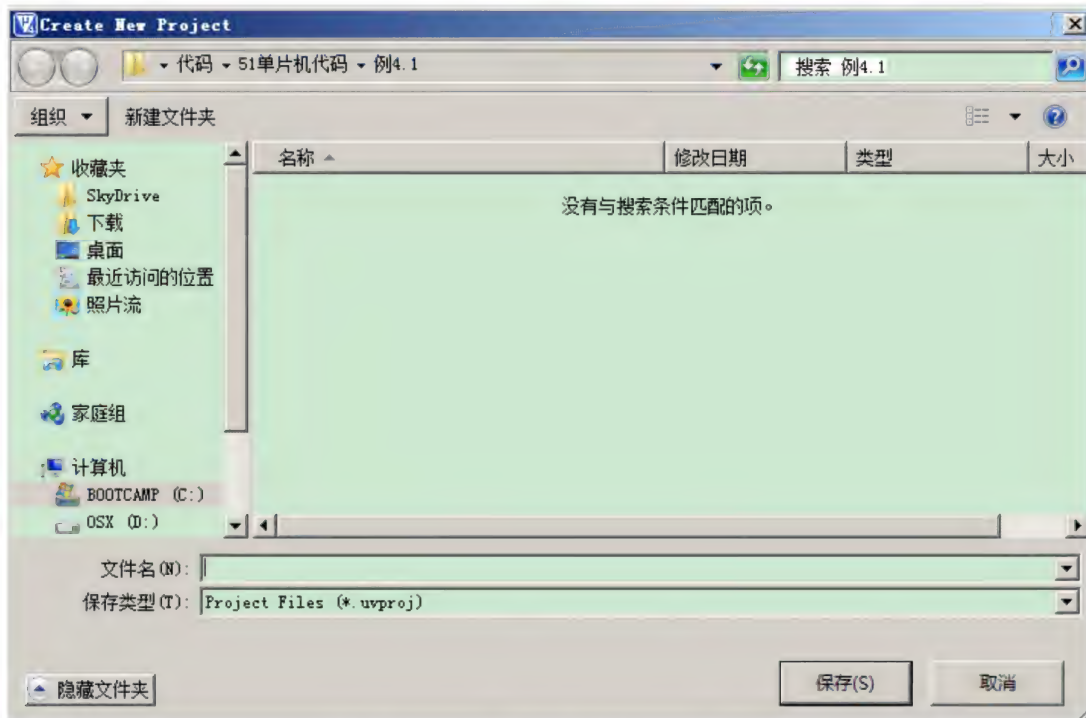 Create New Project
代码 51单片机代码 例4.1
搜索 例4.1
组织 新建文件夹
名称 修改日期 类型 大小
没有与搜索条件匹配的项。
收藏夹
SkyDrive
下载
桌面
最近访问的位置
照片流
库
家庭组
计算机
BOOTCAMP (C:)
OSX (D:)
文件名(N):
保存类型(T): Project Files (*.uvproj)
隐藏文件夹 保存(S) 取消